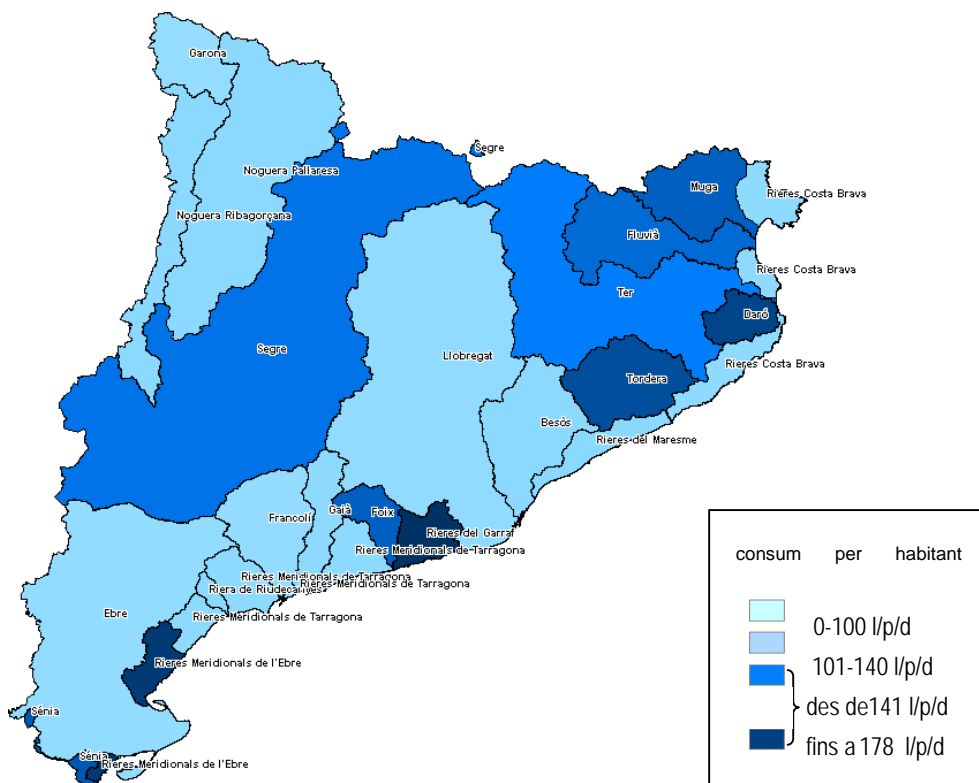 Garona
Segre
Noguera Pallaresa
Muga
Rieres Costa Brava
Noguera Ribagorçana
Fluvià
Rieres Costa Brava
Ter
Daró
Segre
Llobregat
Rieres Costa Brava
Tordera
Besòs
Rieres del Maresme
Gaià
Foix
Francolí
Rieres del Garraf
Rieres Meridionals de Tarragona
Rieres Meridionals de Tarragona
Rieres Meridionals de Tarragona
Riera de Riudecanyes
Ebre
Rieres Meridionals de Tarragona
Rieres Meridionals de l'Ebre
Sénia
Sénia
Rieres Meridionals de l'Ebre
consum per habitant
0-100 l/p/d
101-140 l/p/d
des de141 l/p/d
fins a 178 l/p/d